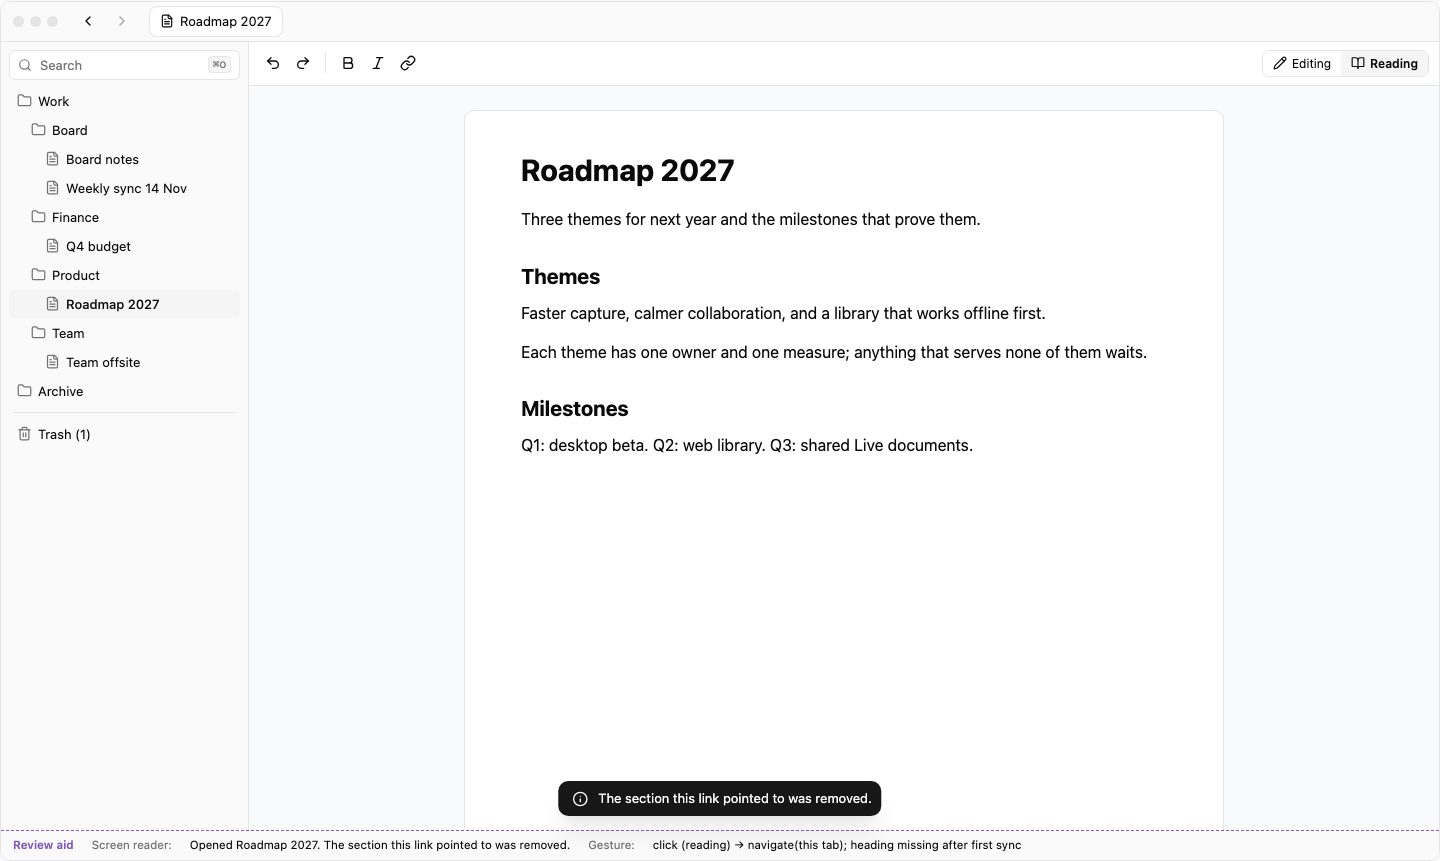 Roadmap 2027
Search ⌘O
Work
Board
Board notes
Weekly sync 14 Nov
Finance
Q4 budget
Product
Roadmap 2027
Team
Team offsite
Archive
Trash (1)
B I
Editing Reading
Roadmap 2027
Three themes for next year and the milestones that prove them.
Themes
Faster capture, calmer collaboration, and a library that works offline first.
Each theme has one owner and one measure; anything that serves none of them waits.
Milestones
Q1: desktop beta. Q2: web library. Q3: shared Live documents.
The section this link pointed to was removed.
Review aid Screen reader: Opened Roadmap 2027. The section this link pointed to was removed. Gesture: click (reading) → navigate(this tab); heading missing after first sync